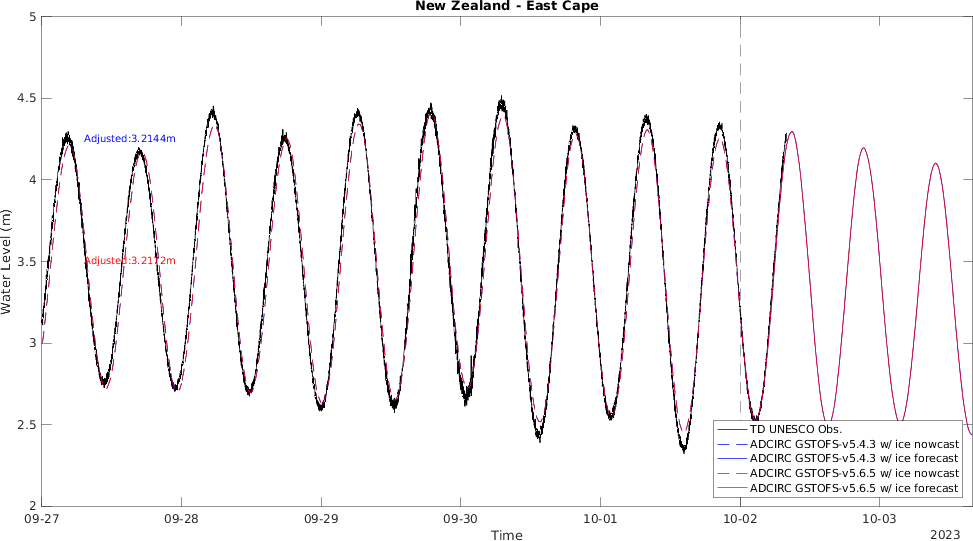 New Zealand - East Cape
5
4.5
4
3.5
3
2.5
2
Water Level (m)
Adjusted:3.2144m
Adjusted:3.2172m
TD UNESCO Obs.
ADCIRC GSTOFS-v5.4.3 w/ ice nowcast
ADCIRC GSTOFS-v5.4.3 w/ ice forecast
ADCIRC GSTOFS-v5.6.5 w/ ice nowcast
ADCIRC GSTOFS-v5.6.5 w/ ice forecast
09-27 09-28 09-29 09-30 10-01 10-02 10-03
Time
2023